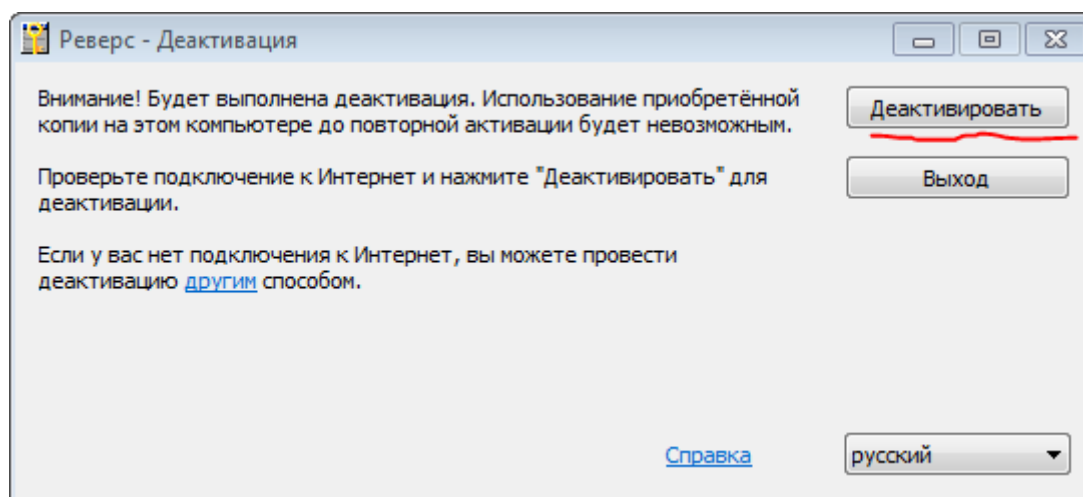 Реверс - Деактивация
Внимание! Будет выполнена деактивация. Использование приобретённой
копии на этом компьютере до повторной активации будет невозможным.
Деактивировать
Проверьте подключение к Интернет и нажмите "Деактивировать" для
деактивации.
Выход
Если у вас нет подключения к Интернет, вы можете провести
деактивацию другим способом.
Справка
русский